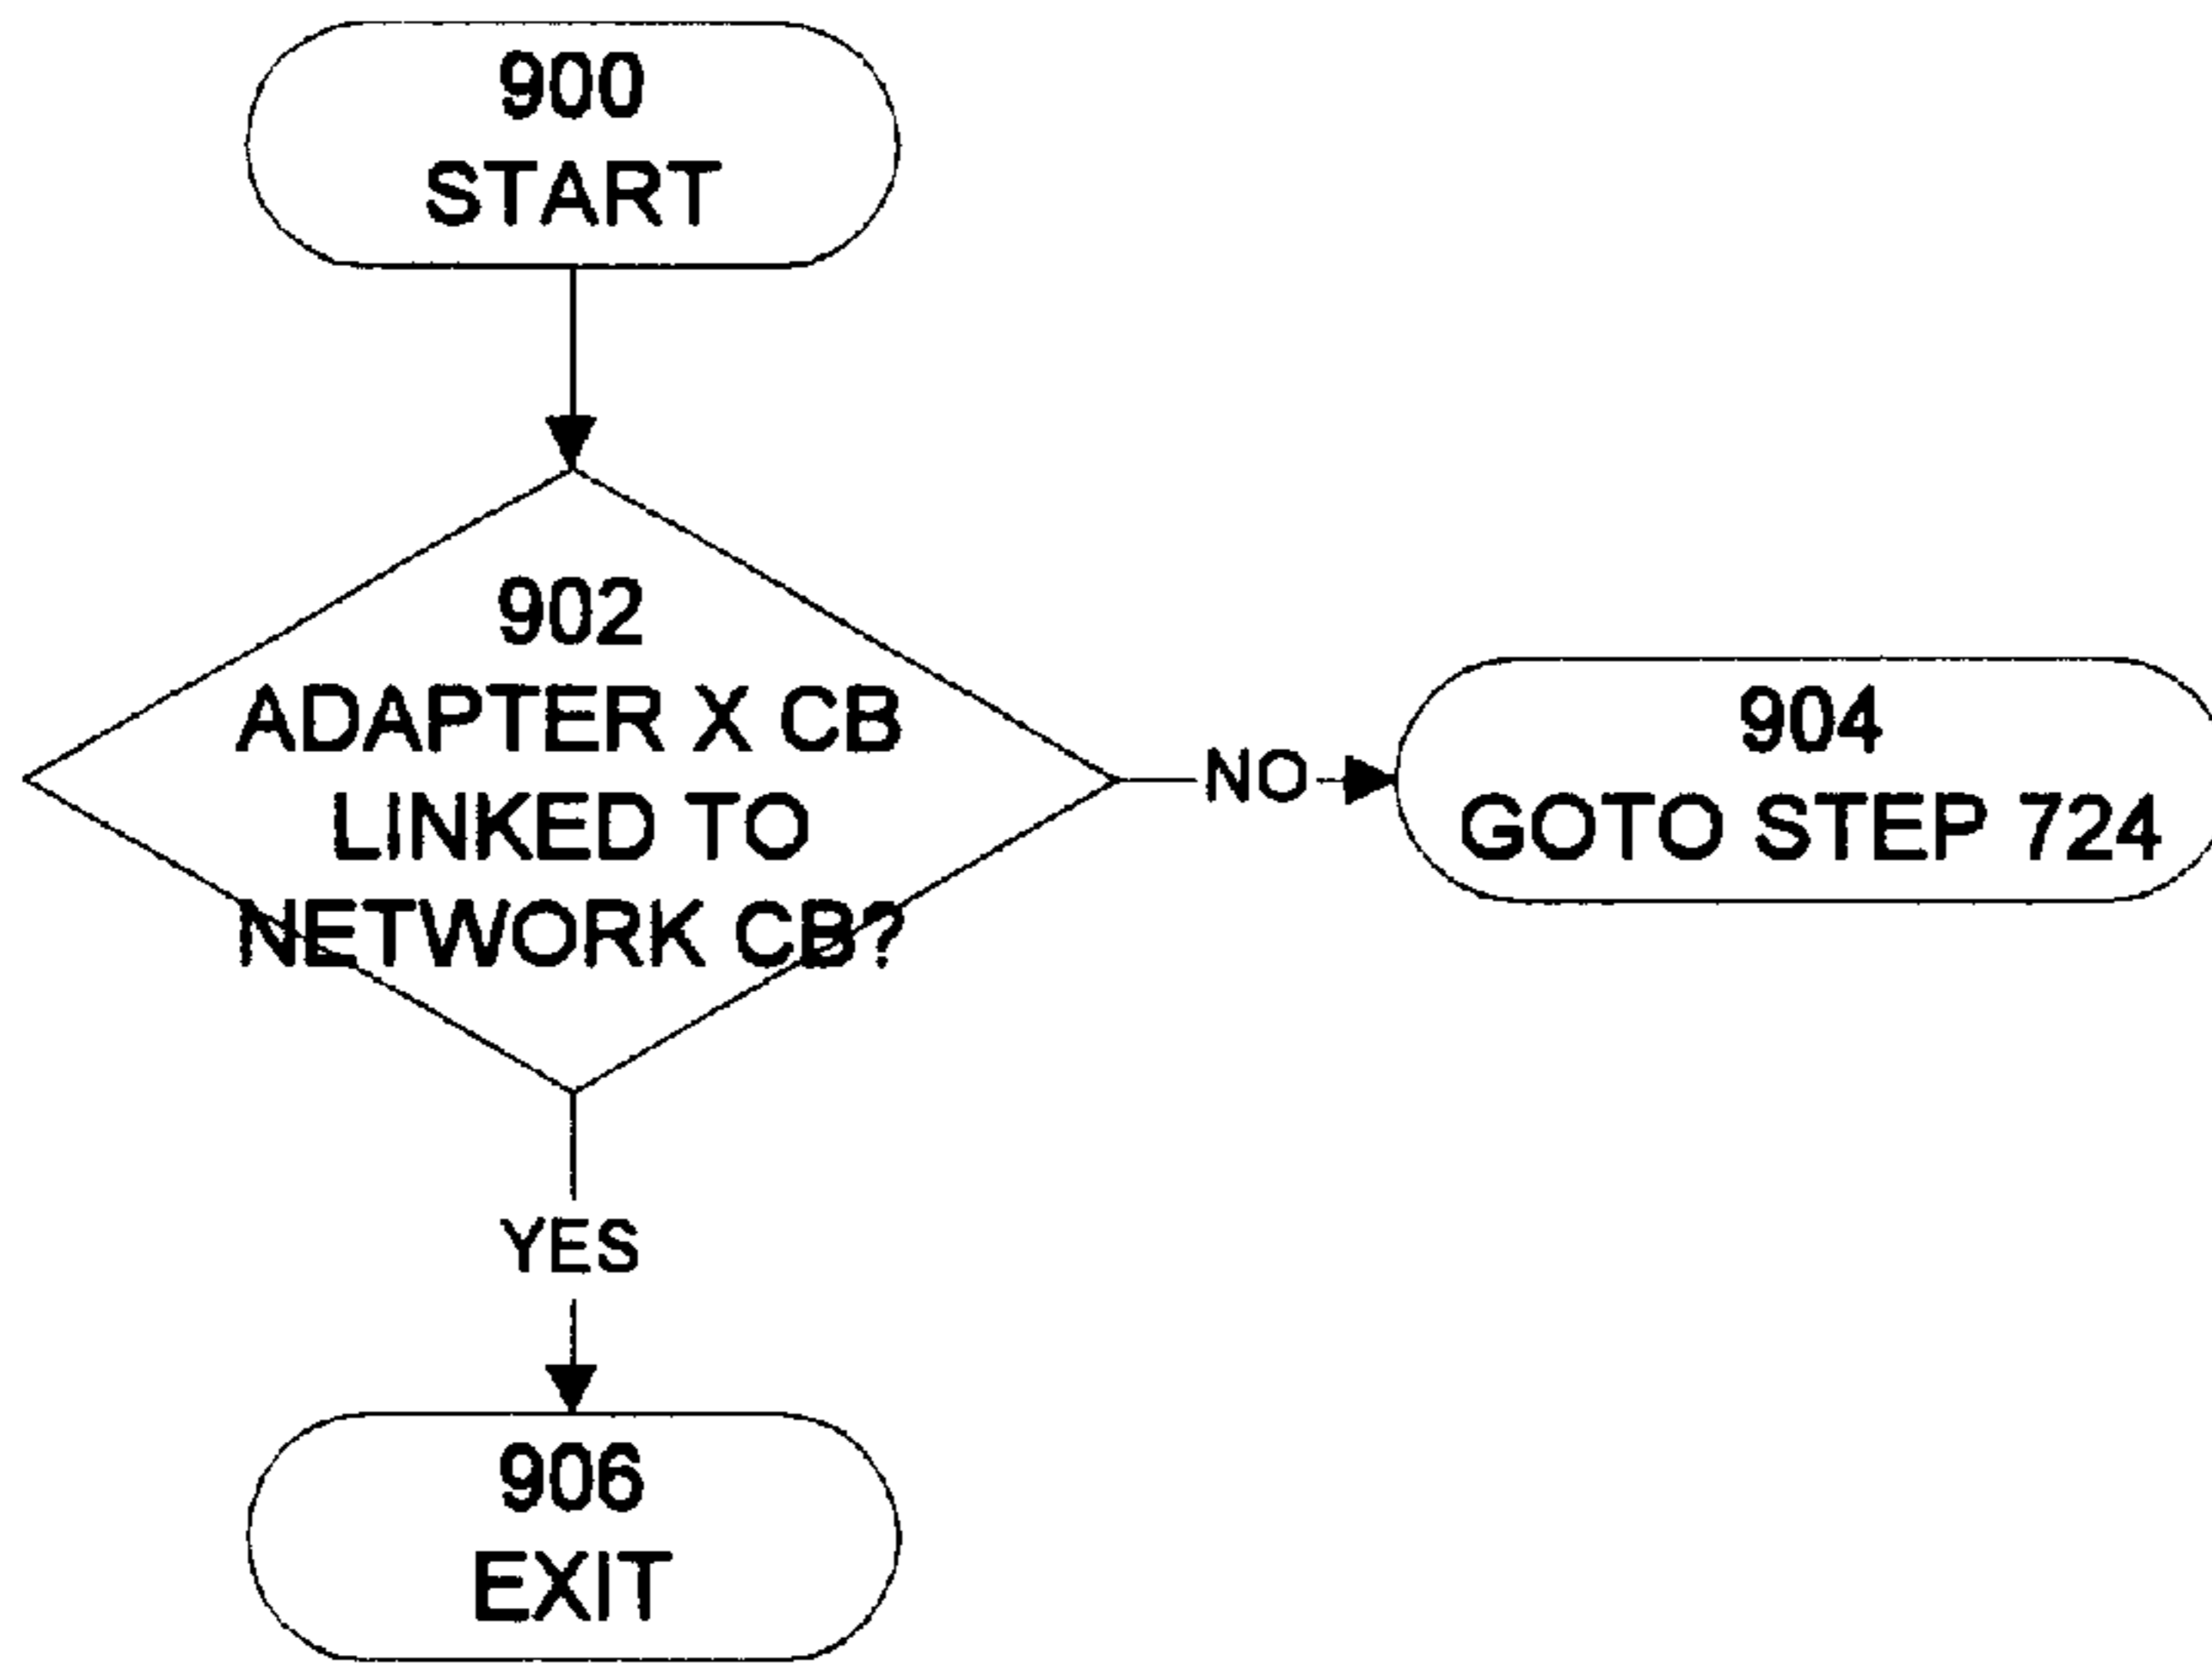 900
START
902
ADAPTER X CB
LINKED TO
NETWORK CB?
NO
904
GOTO STEP 724
YES
906
EXIT